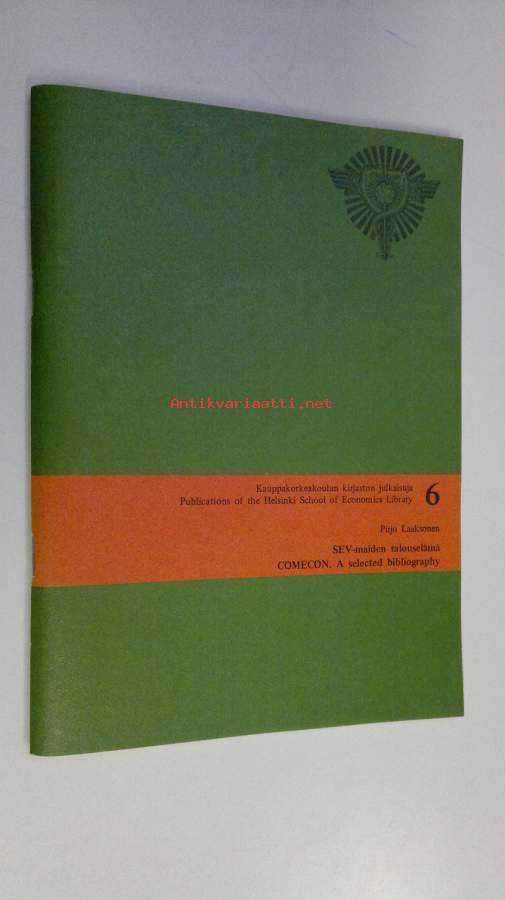 Antikvariaatti.net
Kauppakorkeakoulun kirjaston julkaisuja
Publications of the Helsinki School of Economics Library
6
Pirjo Laaksonen
SEV-maiden talouselämä
COMECON. A selected bibliography